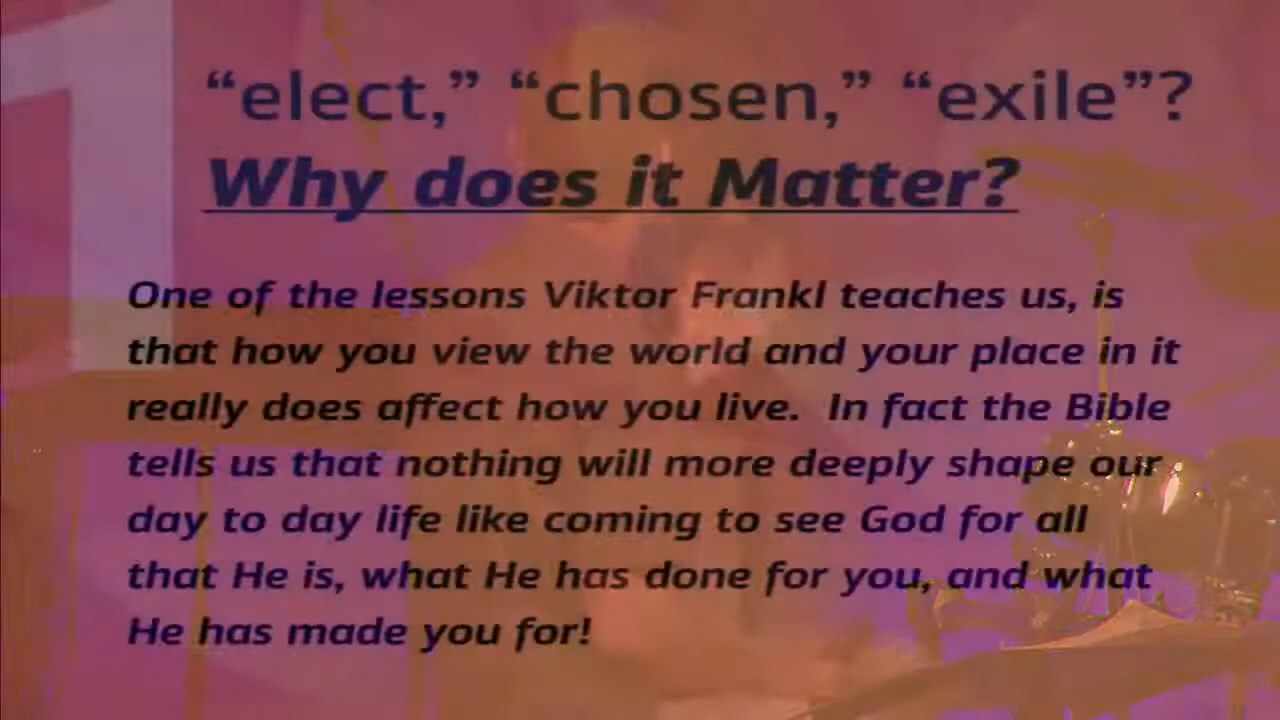 1
“elect,” “chosen,” “exile”?
Why does it Matter?
One of the lessons Viktor Frankl teaches us, is
that how you view the world and your place in it
really does affect how you live.  In fact the Bible
tells us that nothing will more deeply shape our
day to day life like coming to see God for all
that He is, what He has done for you, and what
He has made you for!